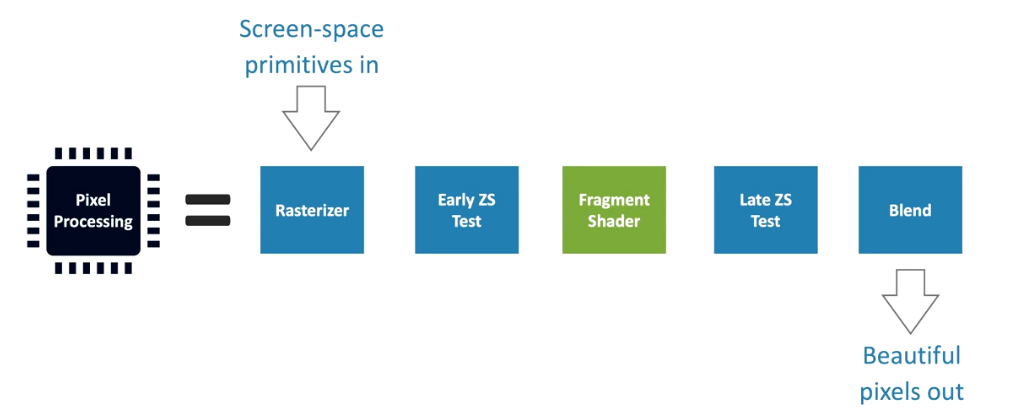 Screen-space
primitives in
Pixel
Processing
Rasterizer
Early ZS
Test
Fragment
Shader
Late ZS
Test
Blend
Beautiful
pixels out